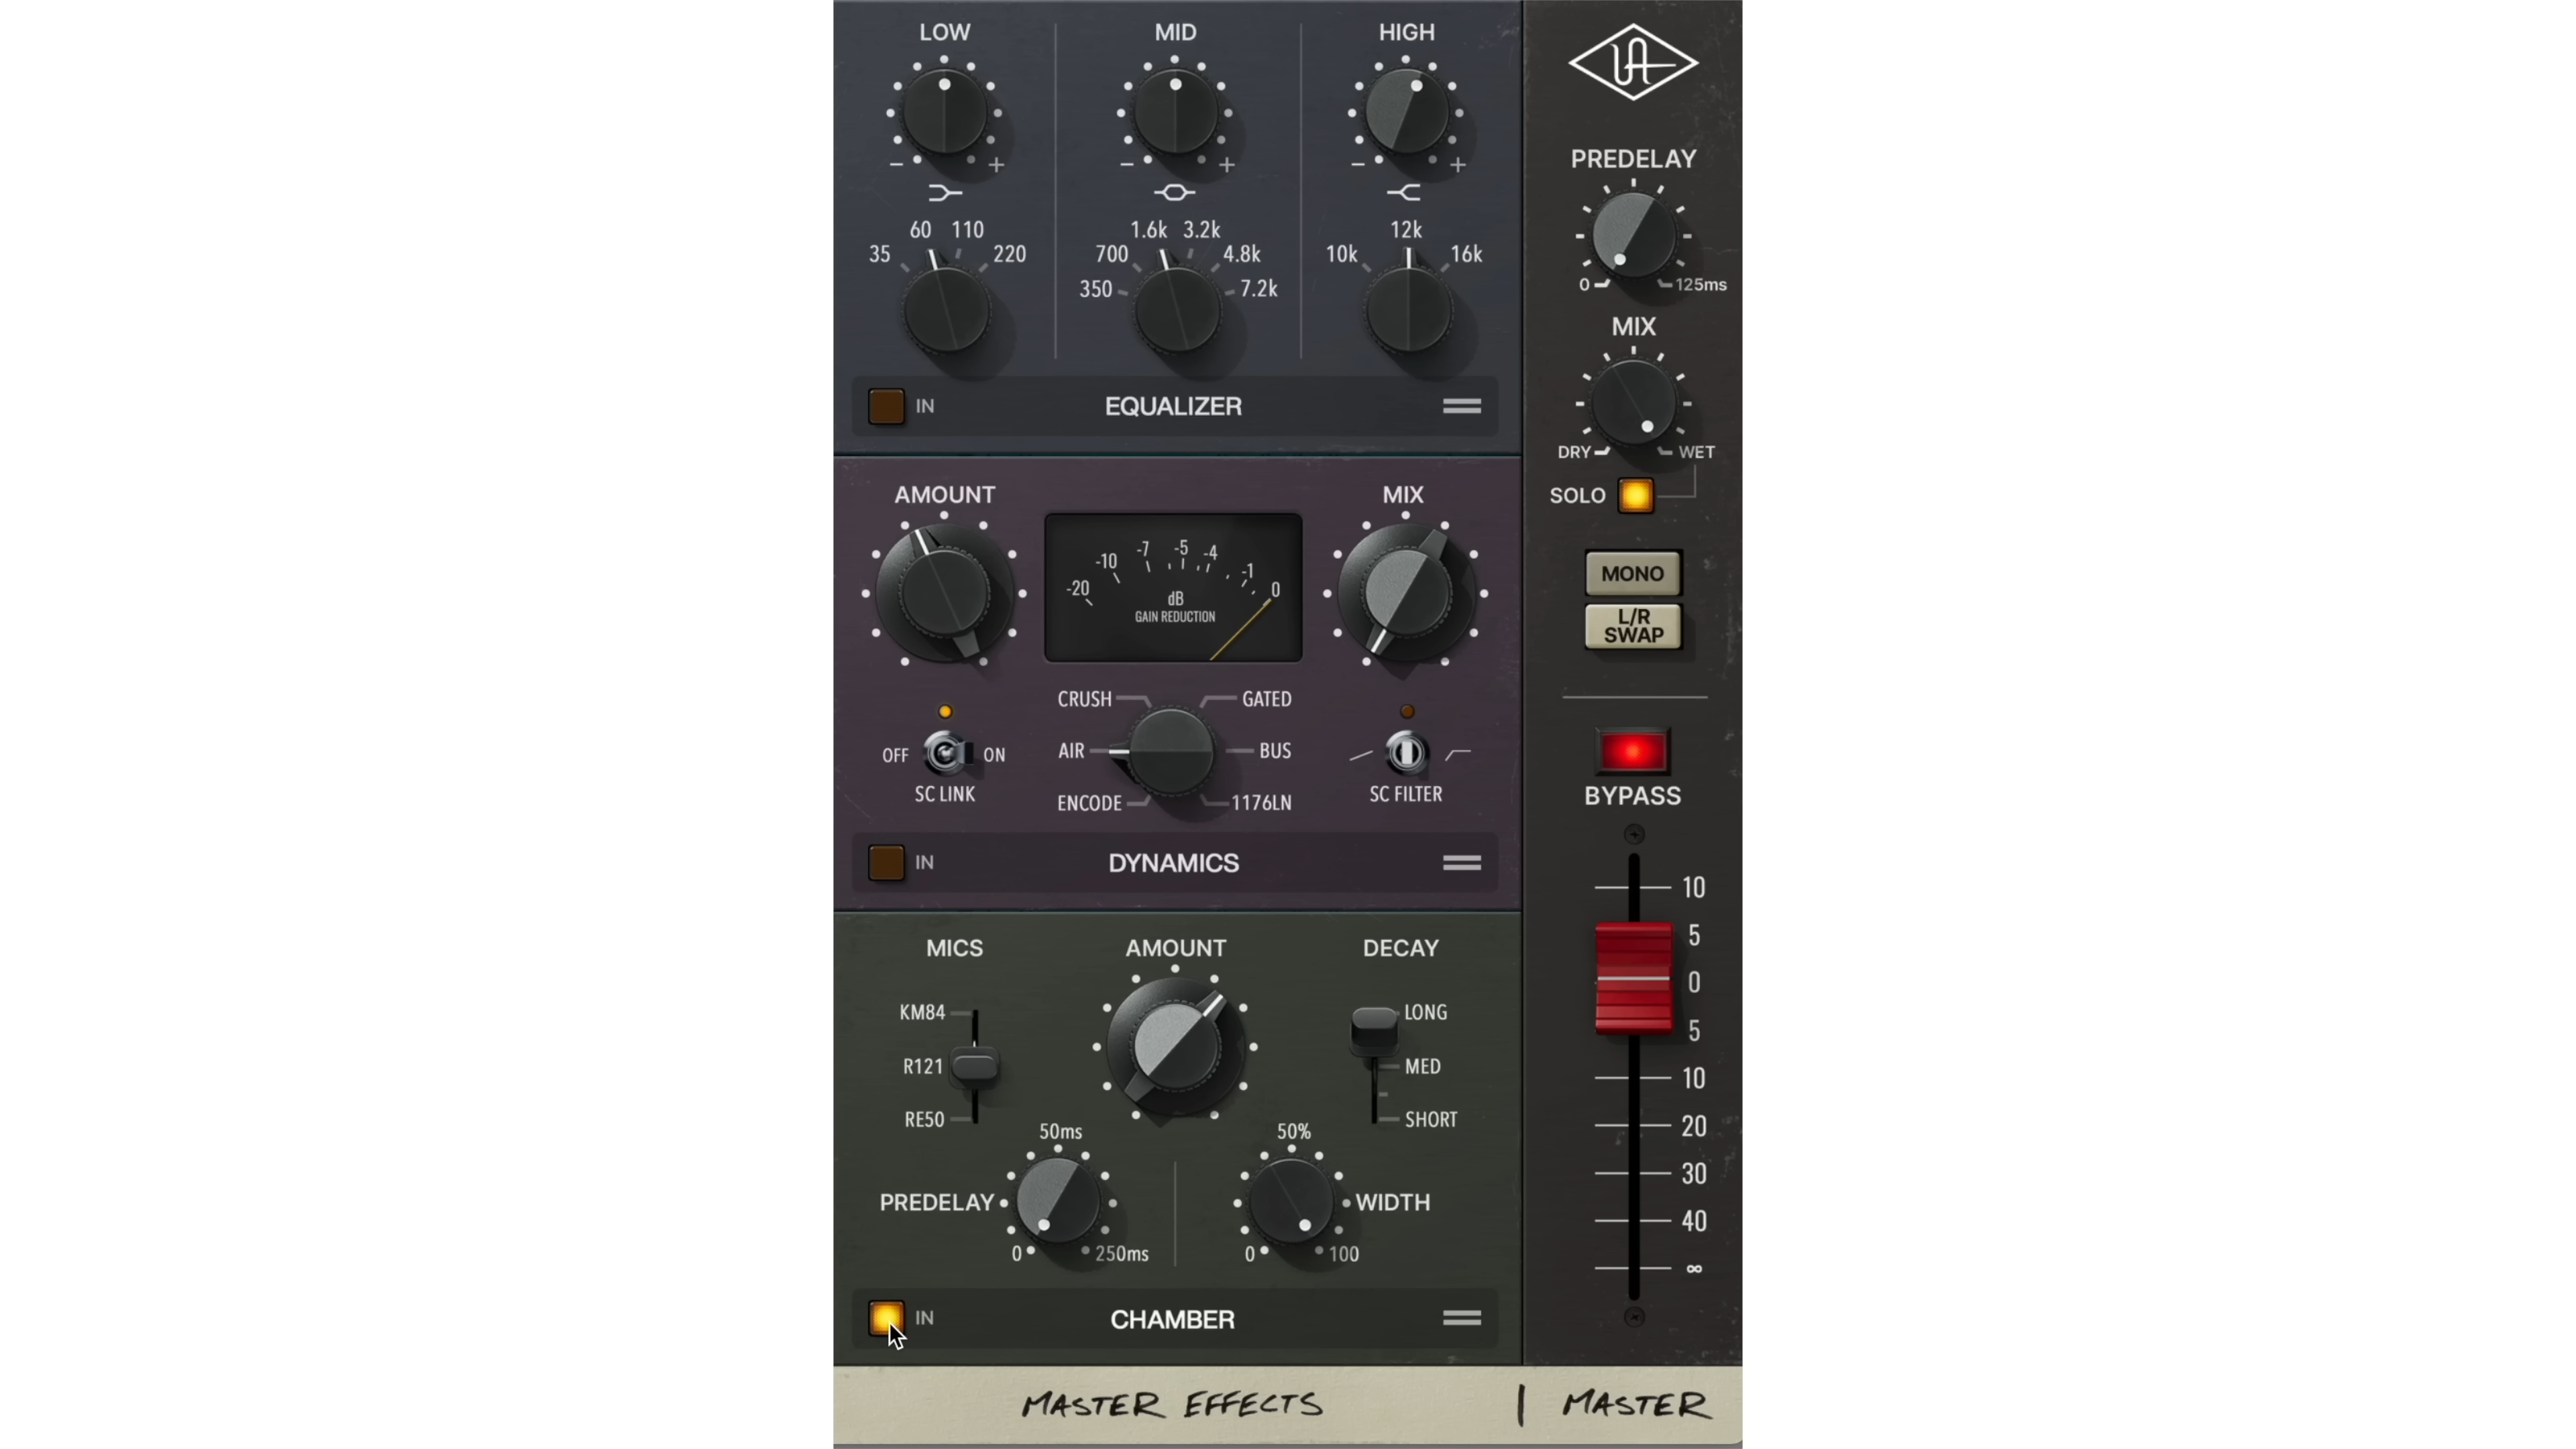 LOW MID HIGH
− + − + − +
60 110 1.6k 3.2k 12k
35 220 700 4.8k 10k 16k
350 7.2k
IN EQUALIZER
AMOUNT MIX
-20 -10 -7 -5 -4 -1 0
dB
GAIN REDUCTION
CRUSH GATED
OFF ON AIR BUS
SC LINK SC FILTER
ENCODE 1176LN
IN DYNAMICS
MICS AMOUNT DECAY
KM84 LONG
R121 MED
RE50 SHORT
50ms 50%
PREDELAY WIDTH
0 250ms 0 100
IN CHAMBER
MASTER EFFECTS | MASTER
UA
PREDELAY
0 125ms
MIX
DRY WET
SOLO
MONO
L/R
SWAP
BYPASS
10
5
0
5
10
20
30
40
∞